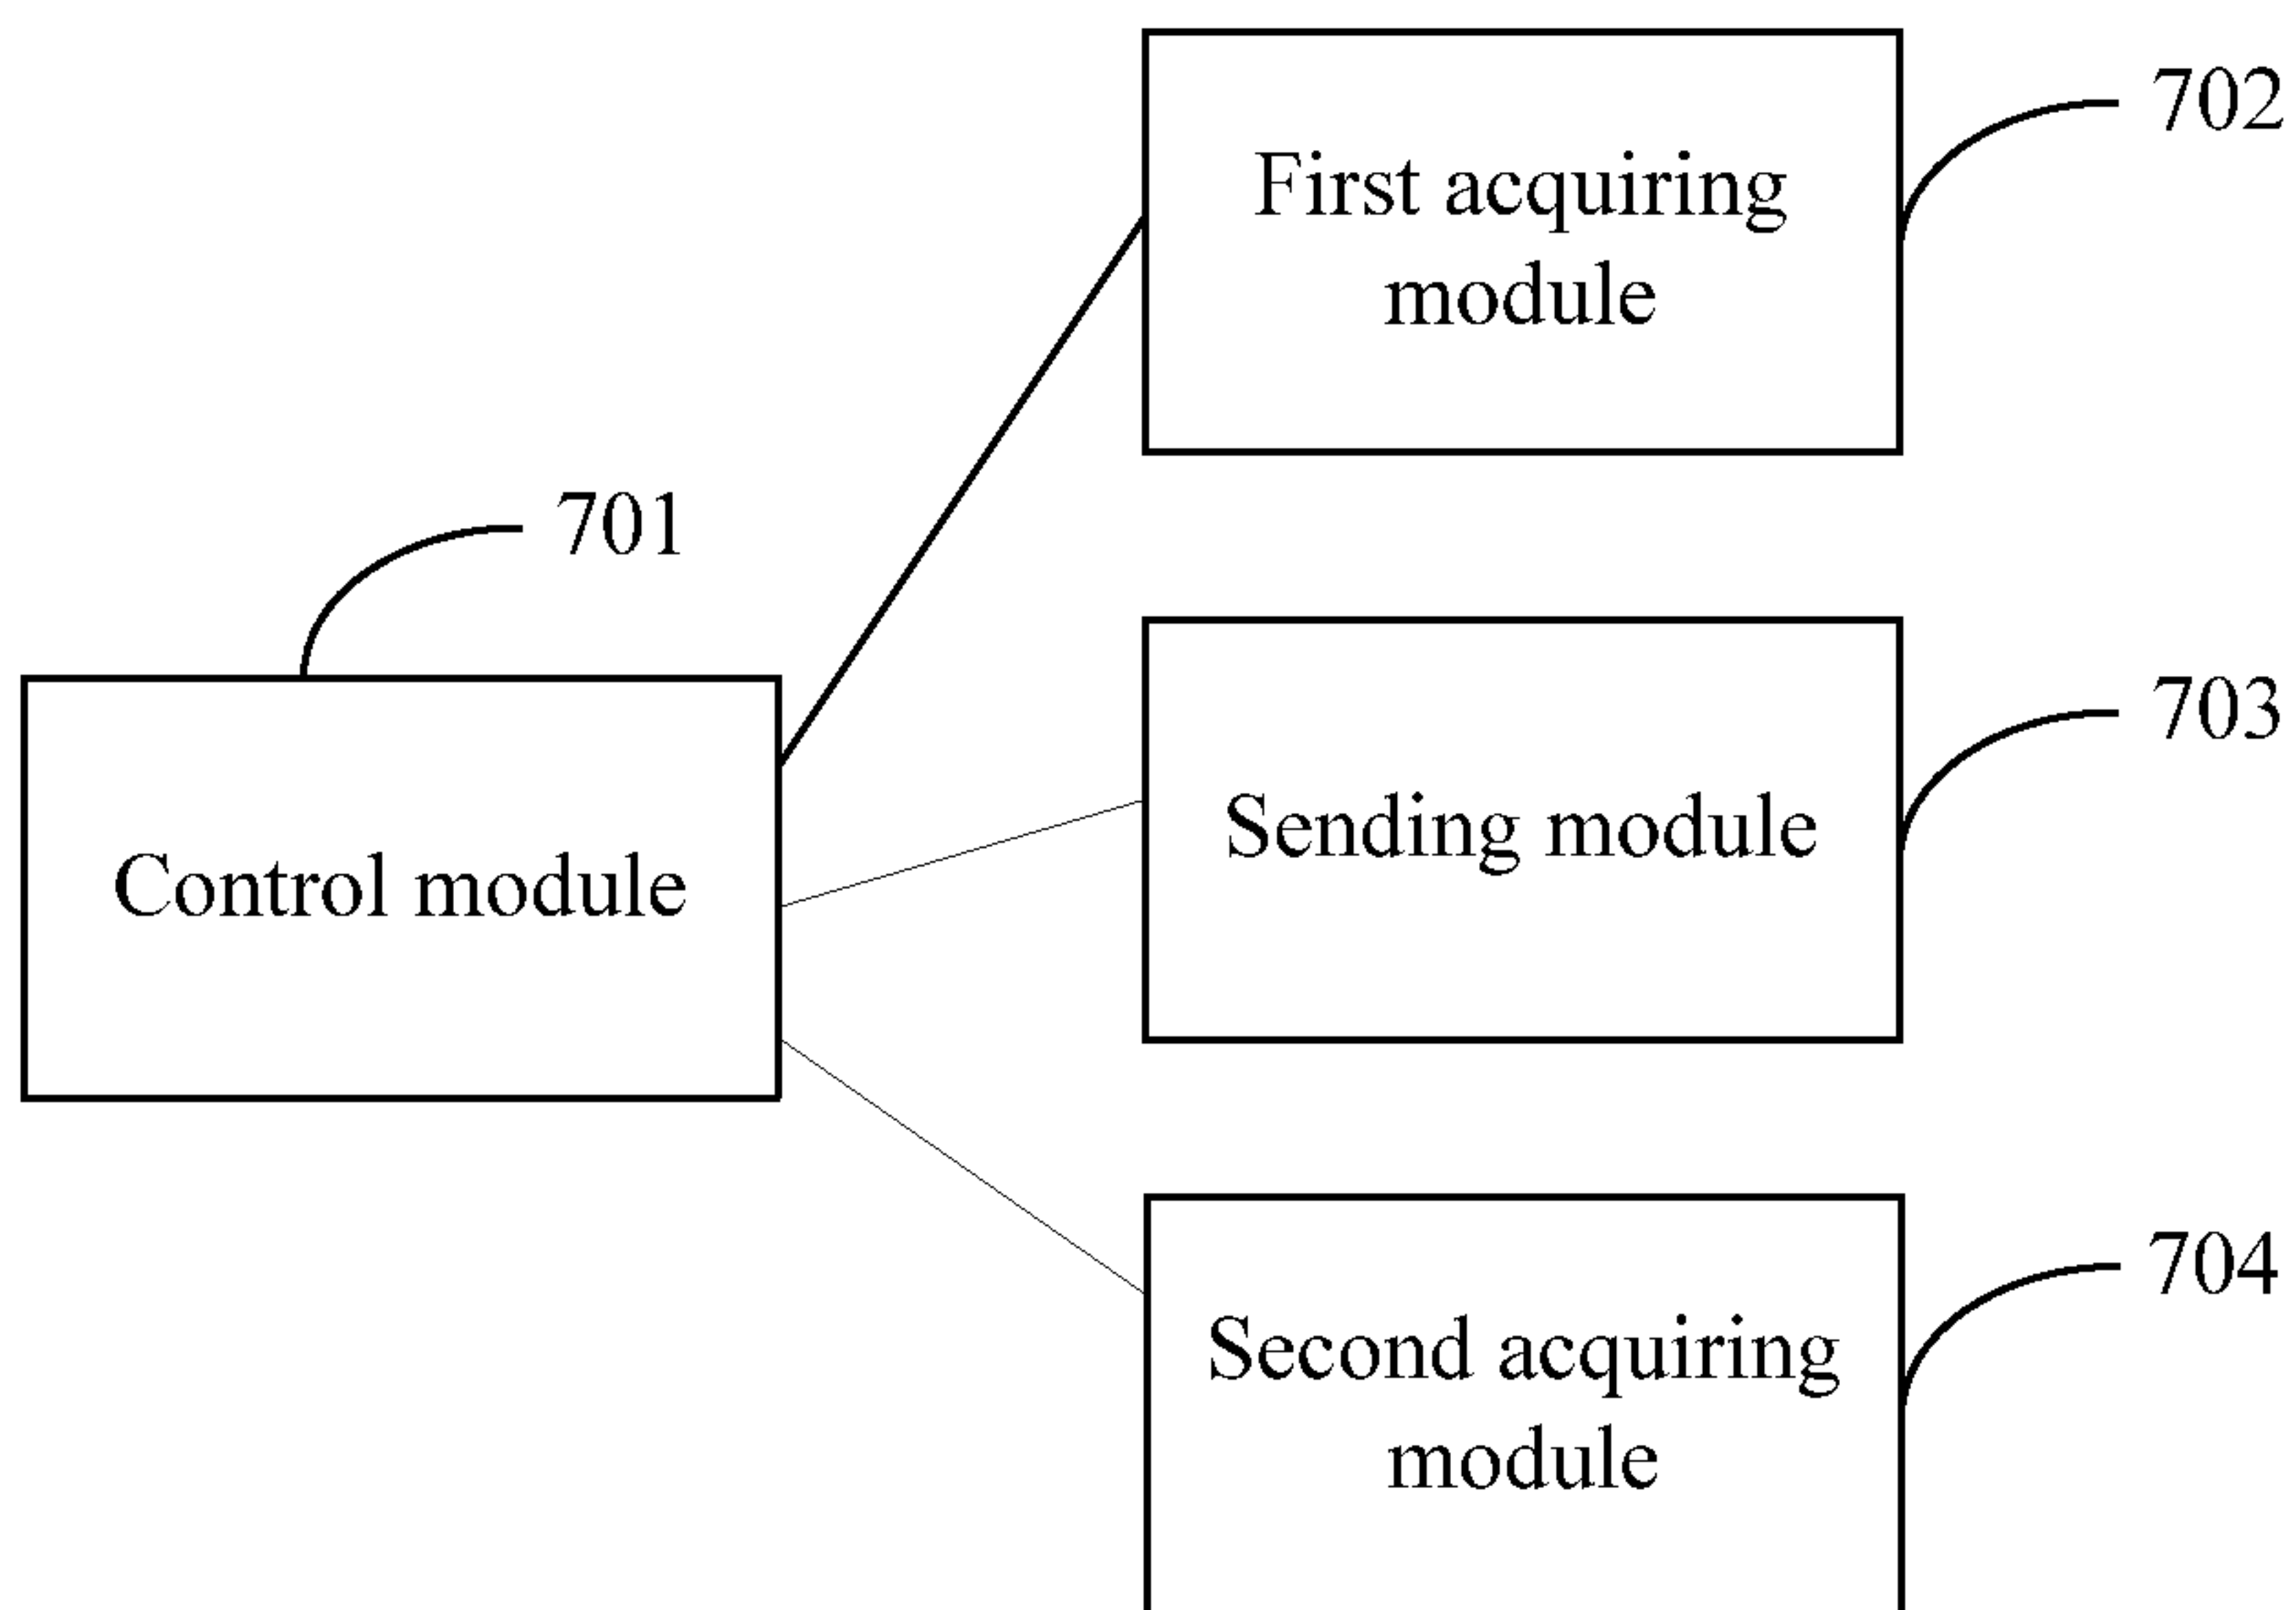 702
First acquiring
module
701
703
Sending module
Control module
704
Second acquiring
module